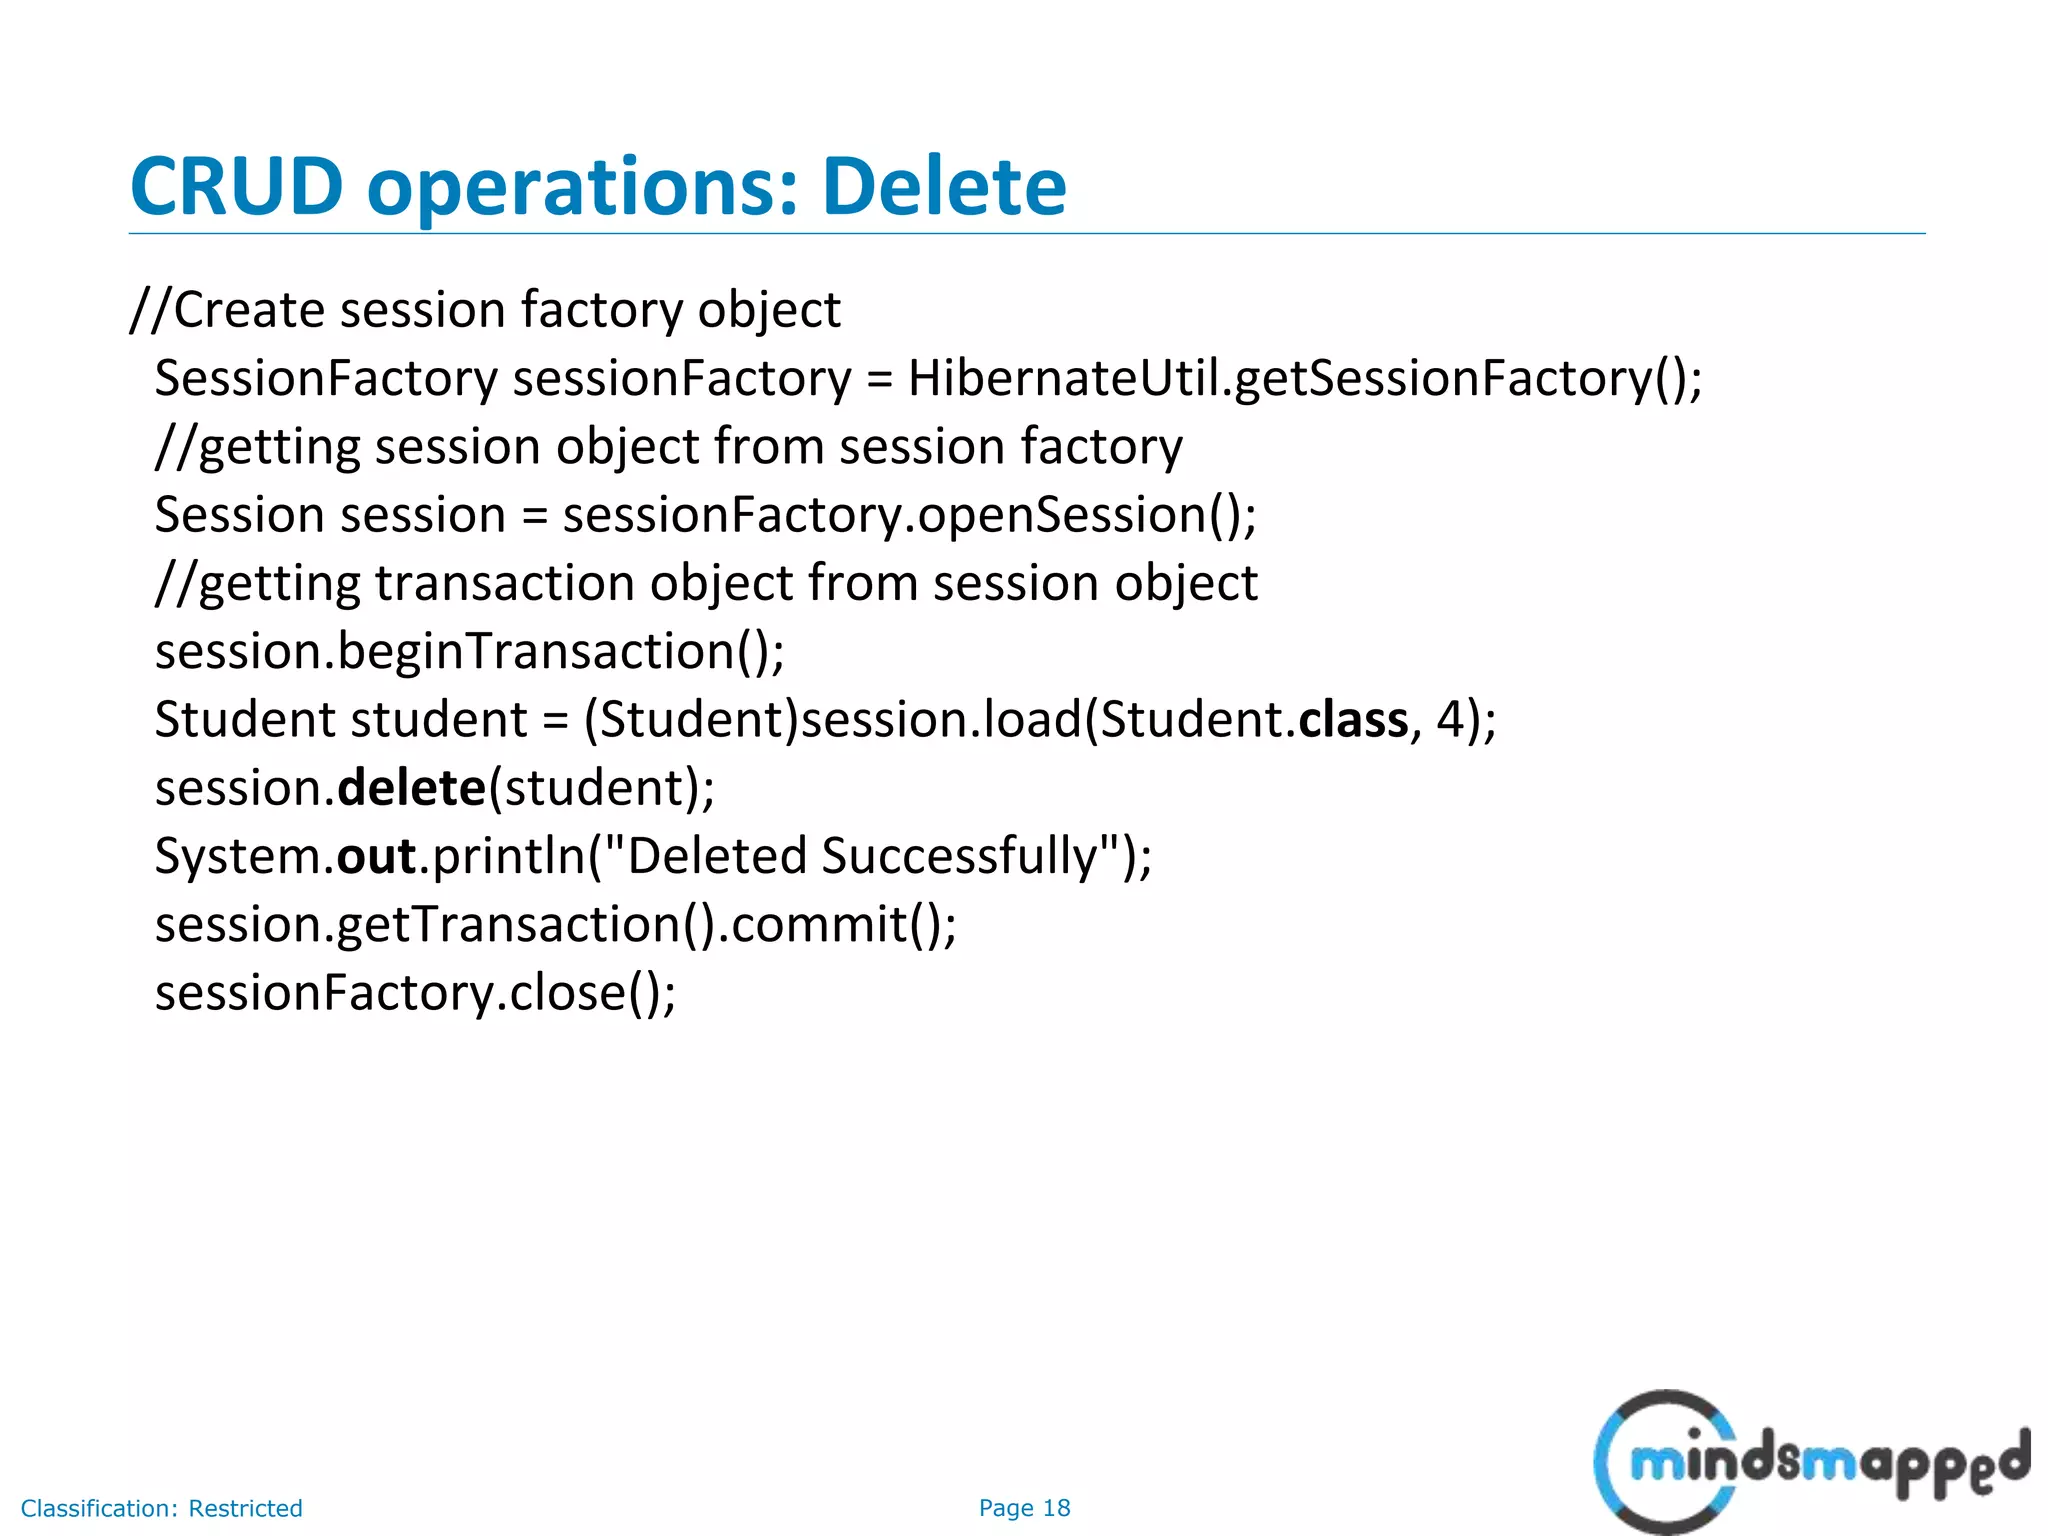 CRUD operations: Delete
//Create session factory object
SessionFactory sessionFactory = HibernateUtil.getSessionFactory();
//getting session object from session factory
Session session = sessionFactory.openSession();
//getting transaction object from session object
session.beginTransaction();
Student student = (Student)session.load(Student.class, 4);
session.delete(student);
System.out.println("Deleted Successfully");
session.getTransaction().commit();
sessionFactory.close();
mindsmapped
Classification: Restricted
Page 18